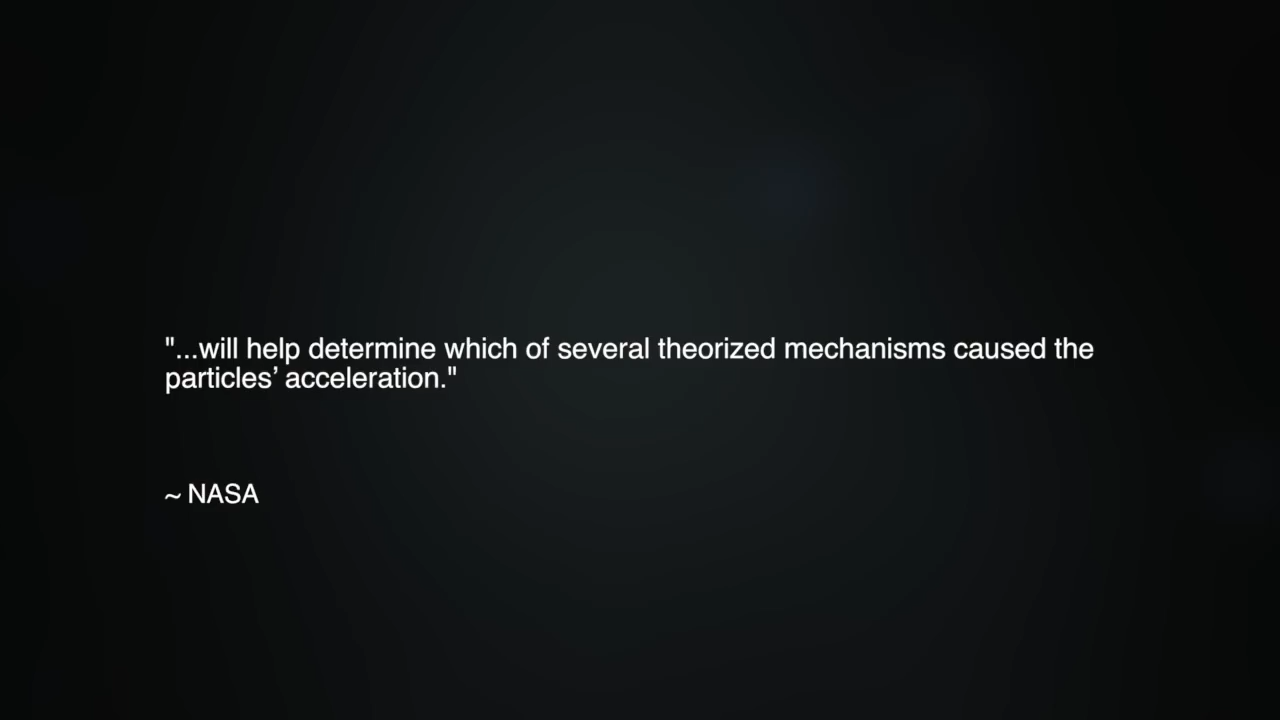 "...will help determine which of several theorized mechanisms caused the
particles’ acceleration."
~ NASA